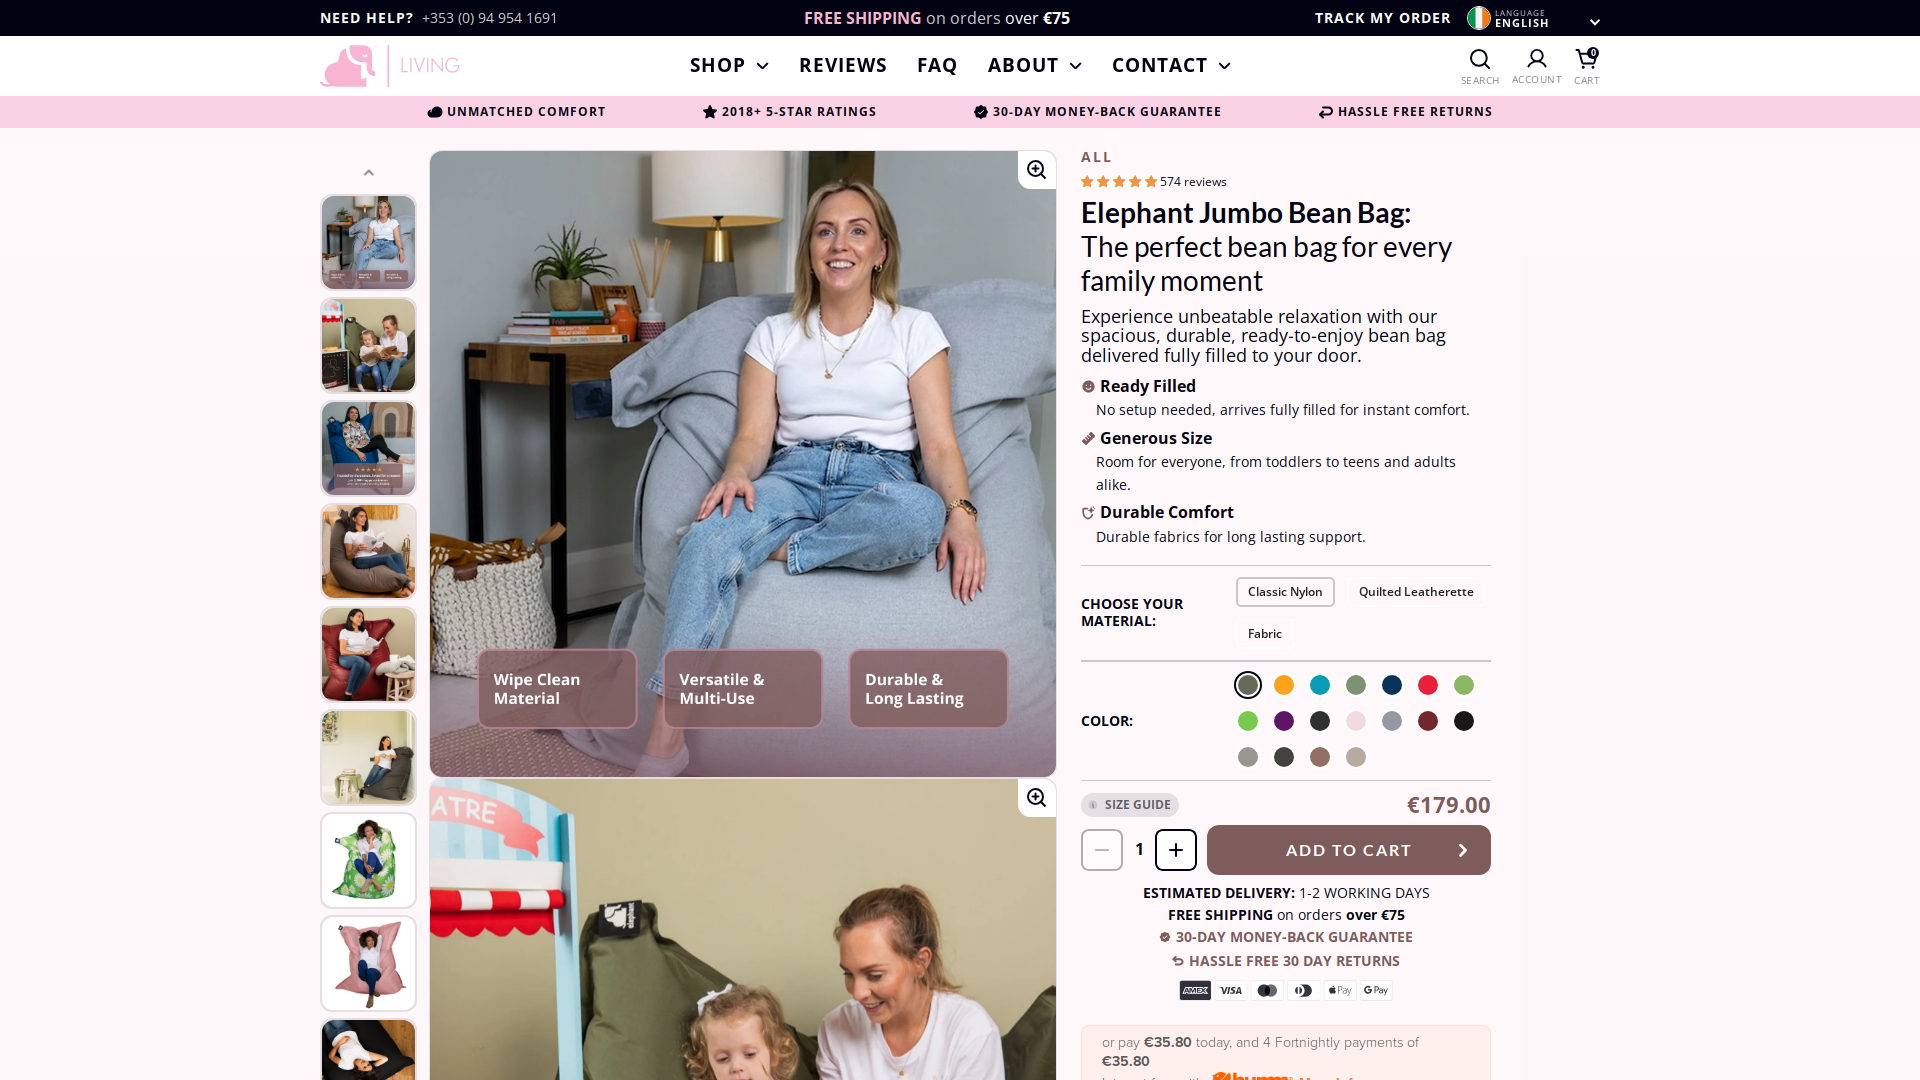 NEED HELP? +353 (0) 94 954 1691
FREE SHIPPING on orders over €75
TRACK MY ORDER
LANGUAGE
ENGLISH
LIVING
SHOP
REVIEWS
FAQ
ABOUT
CONTACT
SEARCH
ACCOUNT
0
CART
UNMATCHED COMFORT
2018+ 5-STAR RATINGS
30-DAY MONEY-BACK GUARANTEE
HASSLE FREE RETURNS
Wipe Clean
Material
Versatile &
Multi-Use
Durable &
Long Lasting
ATRE
elephant
ALL
574 reviews
Elephant Jumbo Bean Bag:
The perfect bean bag for every
family moment
Experience unbeatable relaxation with our
spacious, durable, ready-to-enjoy bean bag
delivered fully filled to your door.
Ready Filled
No setup needed, arrives fully filled for instant comfort.
Generous Size
Room for everyone, from toddlers to teens and adults
alike.
Durable Comfort
Durable fabrics for long lasting support.
CHOOSE YOUR
MATERIAL:
Classic Nylon
Quilted Leatherette
Fabric
COLOR:
SIZE GUIDE
€179.00
1
ADD TO CART
ESTIMATED DELIVERY: 1-2 WORKING DAYS
FREE SHIPPING on orders over €75
30-DAY MONEY-BACK GUARANTEE
HASSLE FREE 30 DAY RETURNS
AMEX VISA Pay G Pay
or pay €35.80 today, and 4 Fortnightly payments of
€35.80